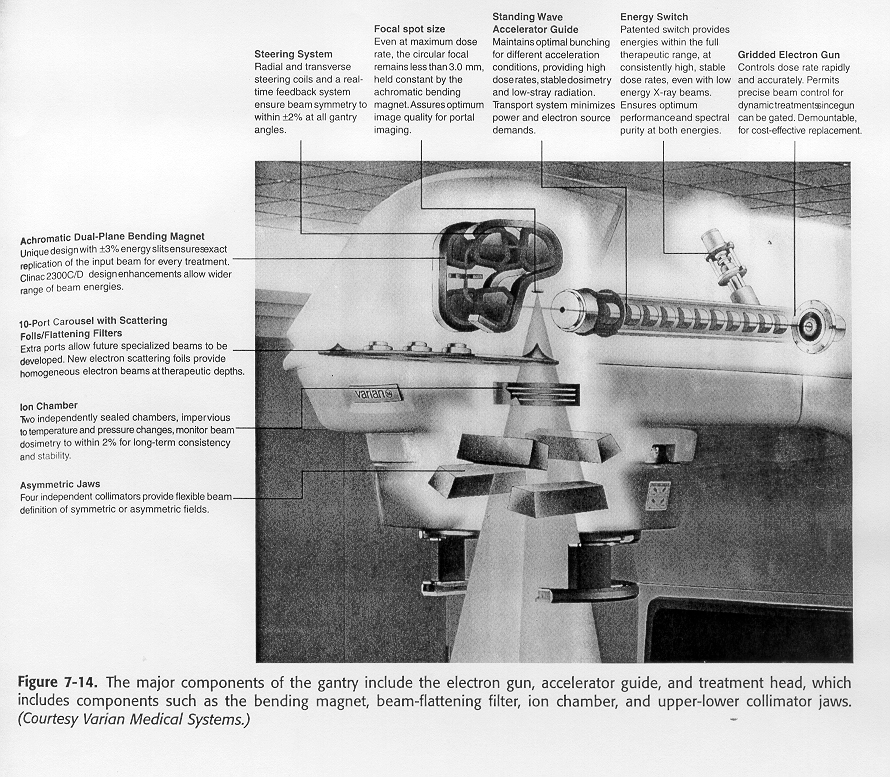 Steering System
Radial and transverse
steering coils and a real-
time feedback system
ensure beam symmetry to
within ±2% at all gantry
angles.
Focal spot size
Even at maximum dose
rate, the circular focal
remains less than 3.0 mm,
held constant by the
achromatic bending
magnet. Assures optimum
image quality for portal
imaging.
Standing Wave
Accelerator Guide
Maintains optimal bunching
for different acceleration
conditions, providing high
dose rates, stable dosimetry
and low-stray radiation.
Transport system minimizes
power and electron source
demands.
Energy Switch
Patented switch provides
energies within the full
therapeutic range, at
consistently high, stable
dose rates, even with low
energy X-ray beams.
Ensures optimum
performance and spectral
purity at both energies.
Gridded Electron Gun
Controls dose rate rapidly
and accurately. Permits
precise beam control for
dynamic treatments since gun
can be gated. Demountable,
for cost-effective replacement.
Achromatic Dual-Plane Bending Magnet
Unique design with ±3% energy slits ensures exact
replication of the input beam for every treatment.
Clinac 2300C/D design enhancements allow wider
range of beam energies.
10-Port Carousel with Scattering
Foils/Flattening Filters
Extra ports allow future specialized beams to be
developed. New electron scattering foils provide
homogeneous electron beams at therapeutic depths.
Ion Chamber
Two independently sealed chambers, impervious
to temperature and pressure changes, monitor beam
dosimetry to within 2% for long-term consistency
and stability.
Asymmetric Jaws
Four independent collimators provide flexible beam
definition of symmetric or asymmetric fields.
varian
Figure 7-14. The major components of the gantry include the electron gun, accelerator guide, and treatment head, which
includes components such as the bending magnet, beam-flattening filter, ion chamber, and upper-lower collimator jaws.
(Courtesy Varian Medical Systems.)